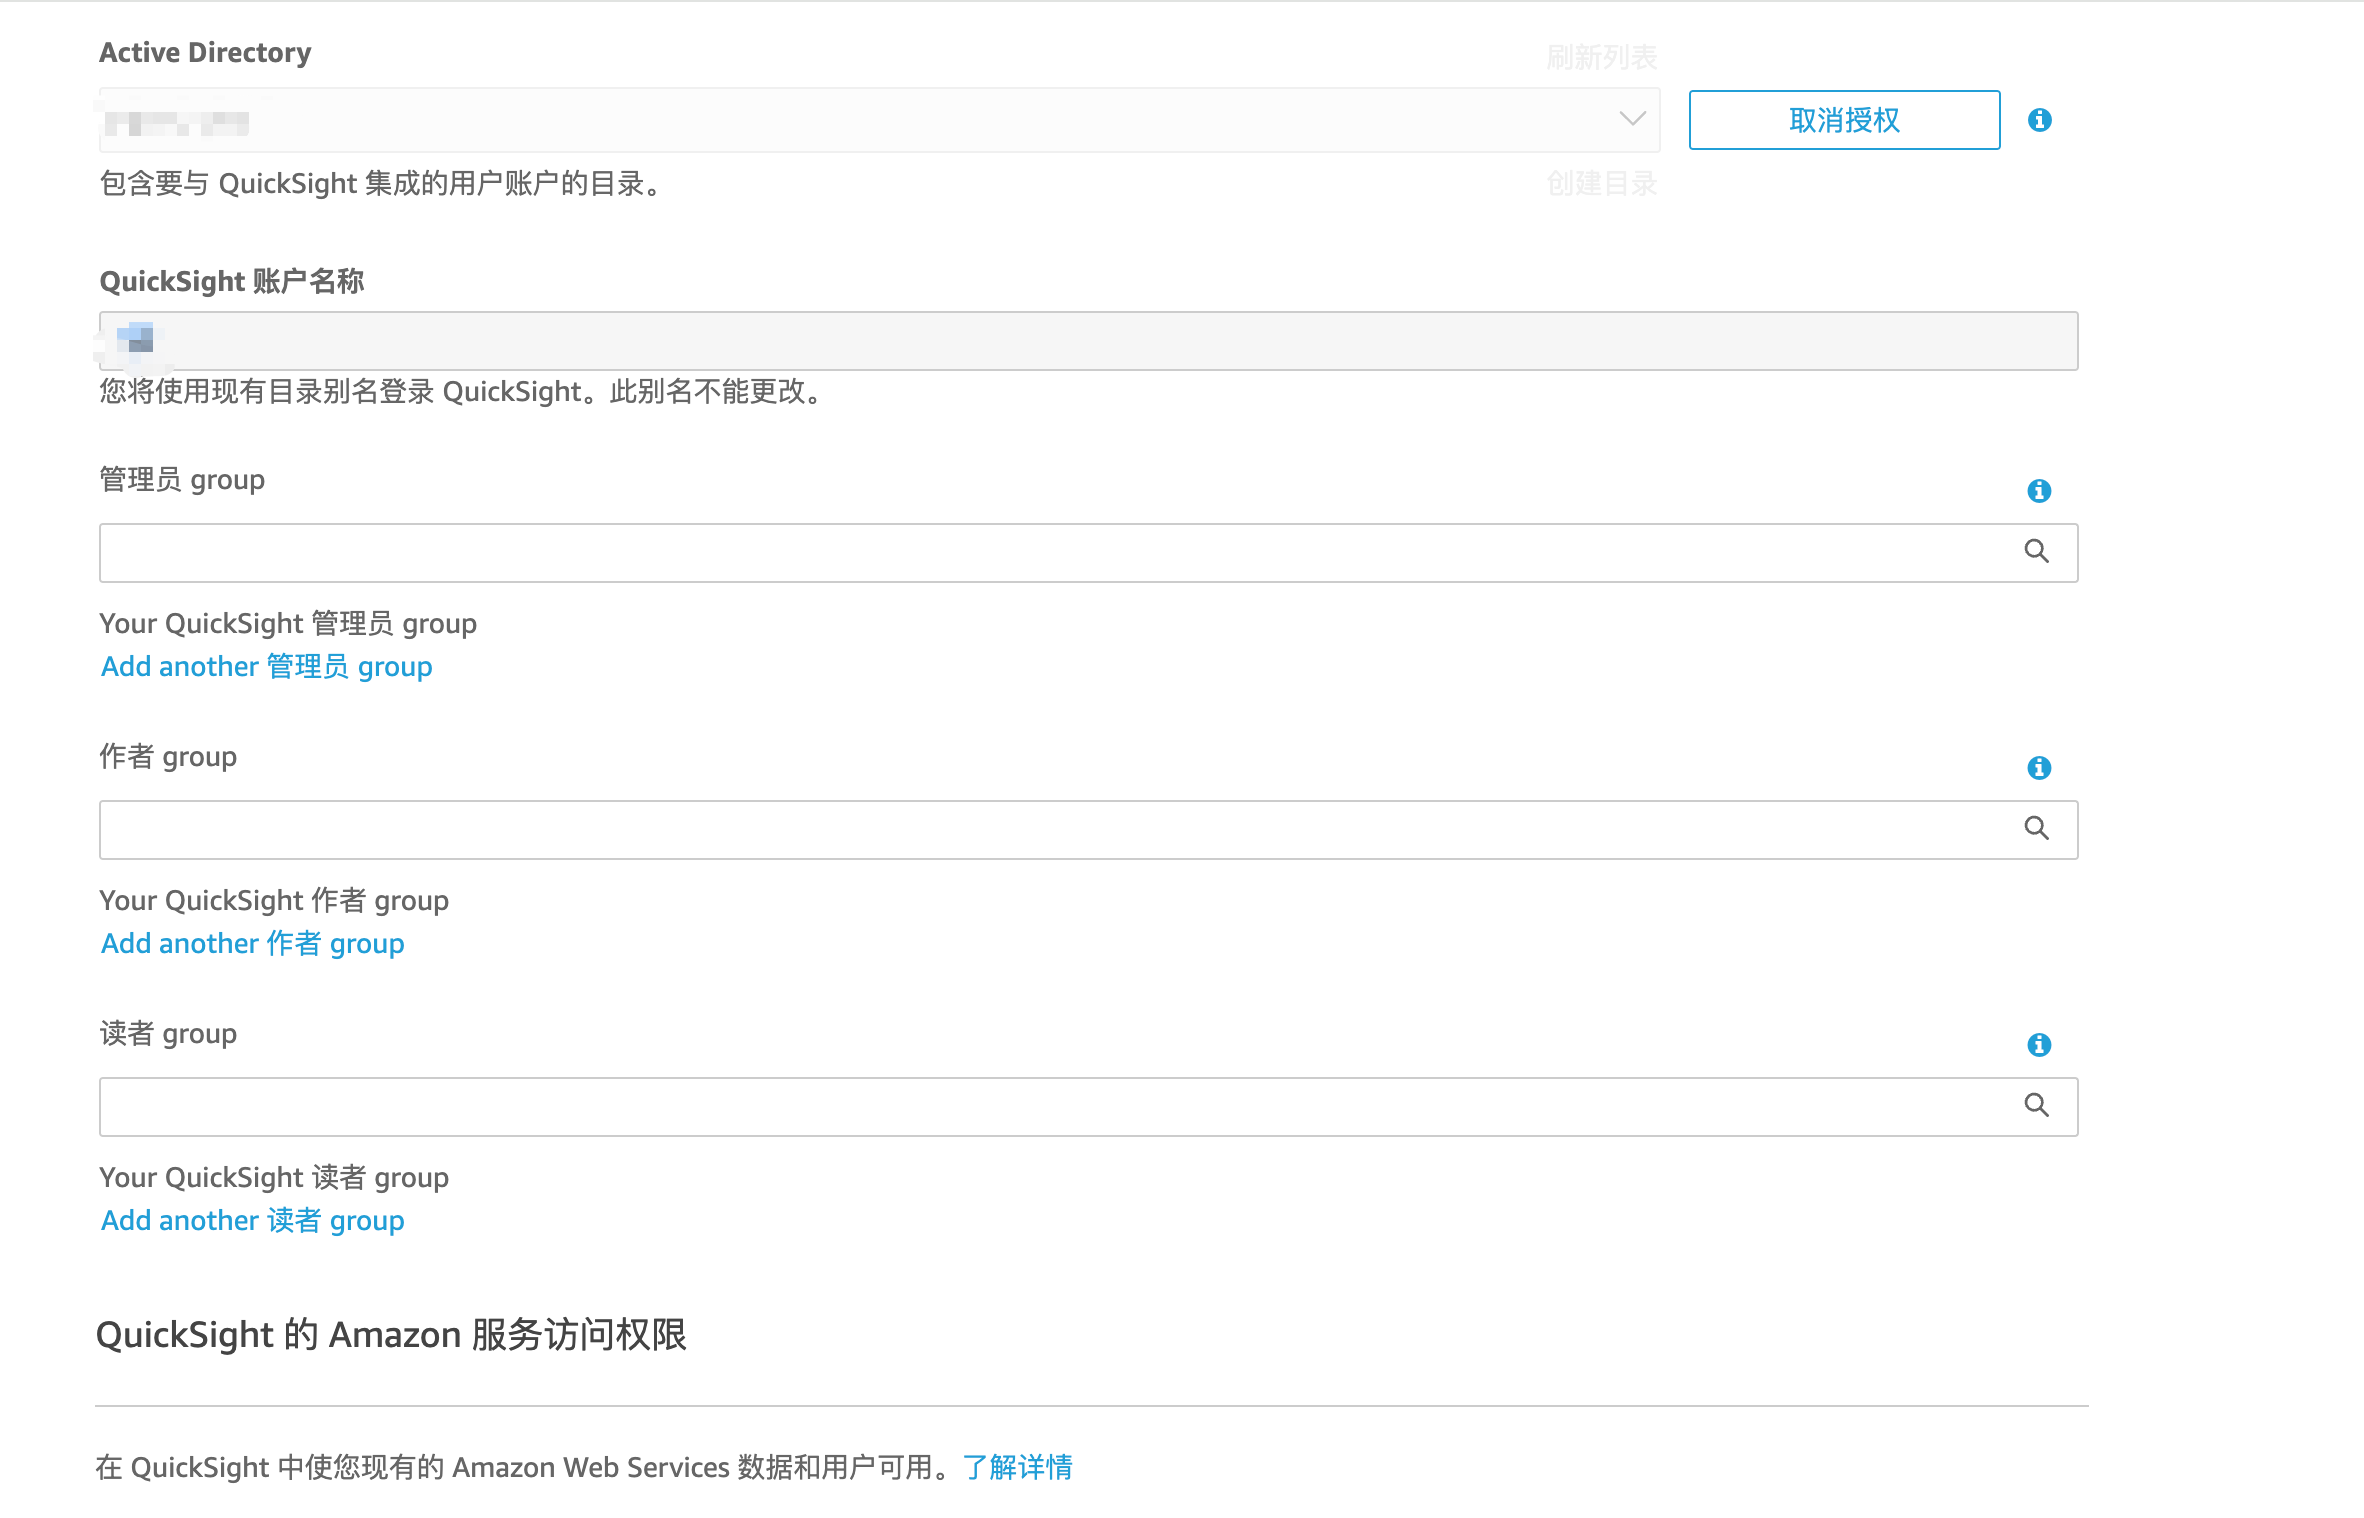 Active Directory
刷新列表
取消授权
包含要与 QuickSight 集成的用户账户的目录。
创建目录
QuickSight 账户名称
您将使用现有目录别名登录 QuickSight。此别名不能更改。
管理员 group
Your QuickSight 管理员 group
Add another 管理员 group
作者 group
Your QuickSight 作者 group
Add another 作者 group
读者 group
Your QuickSight 读者 group
Add another 读者 group
QuickSight 的 Amazon 服务访问权限
在 QuickSight 中使您现有的 Amazon Web Services 数据和用户可用。了解详情